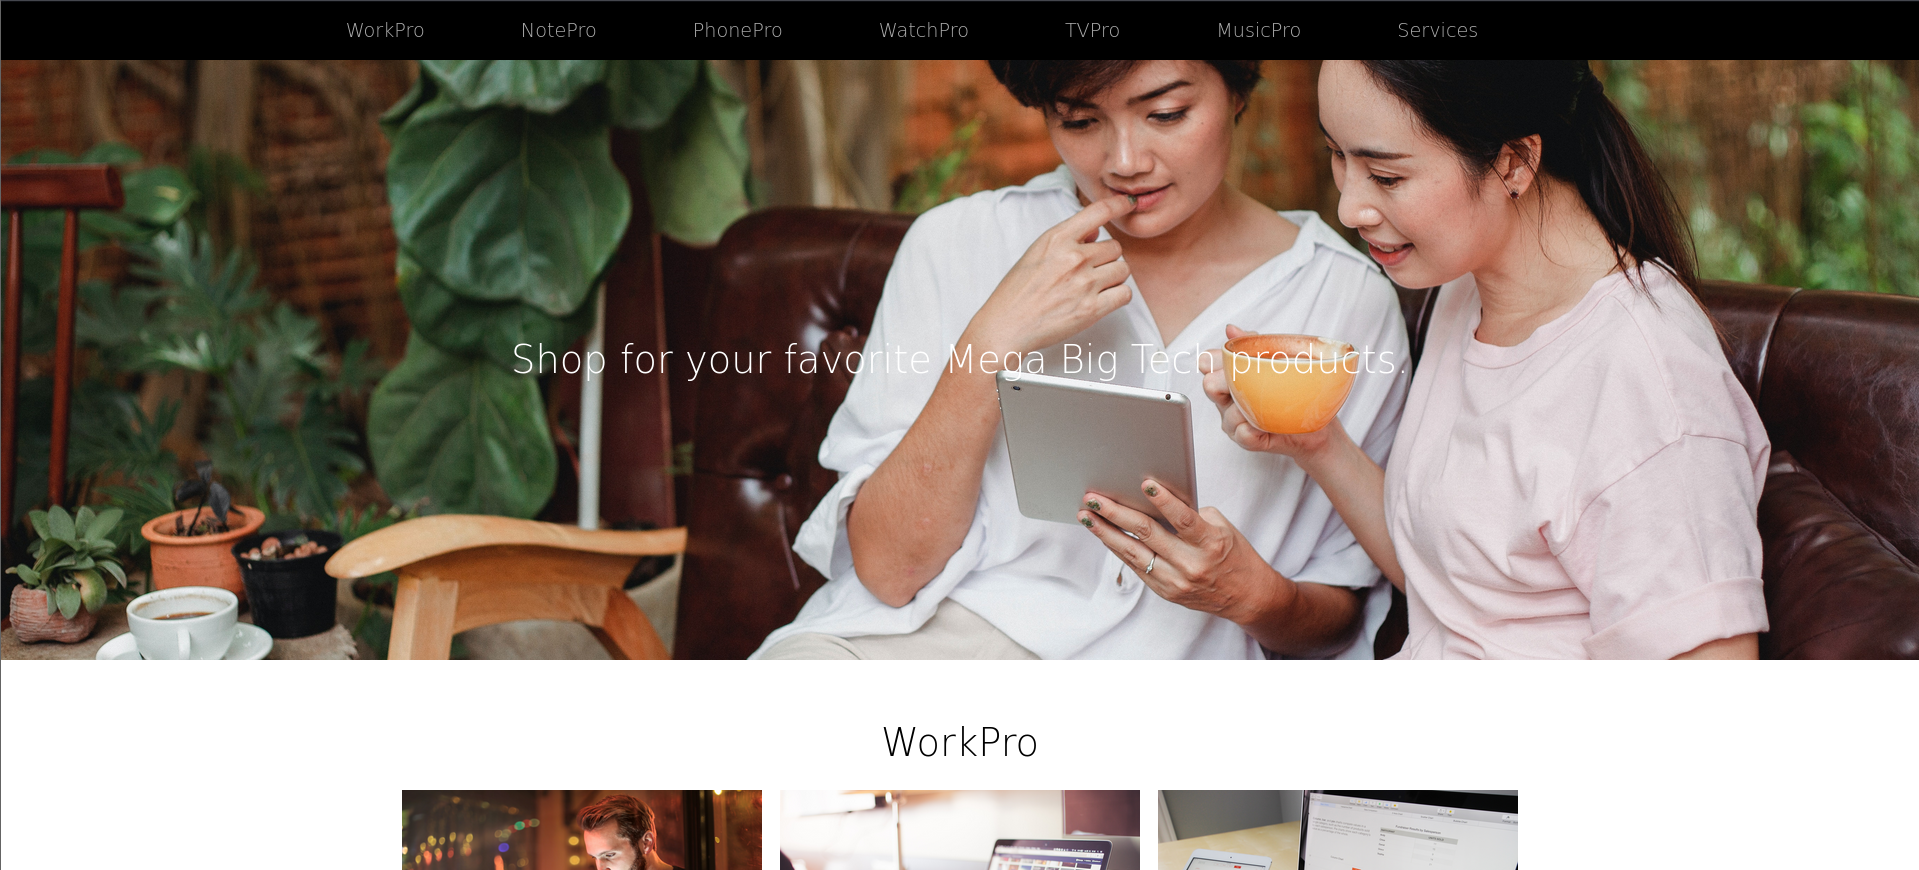 WorkPro NotePro PhonePro WatchPro TVPro MusicPro Services
Shop for your favorite Mega Big Tech products.
WorkPro